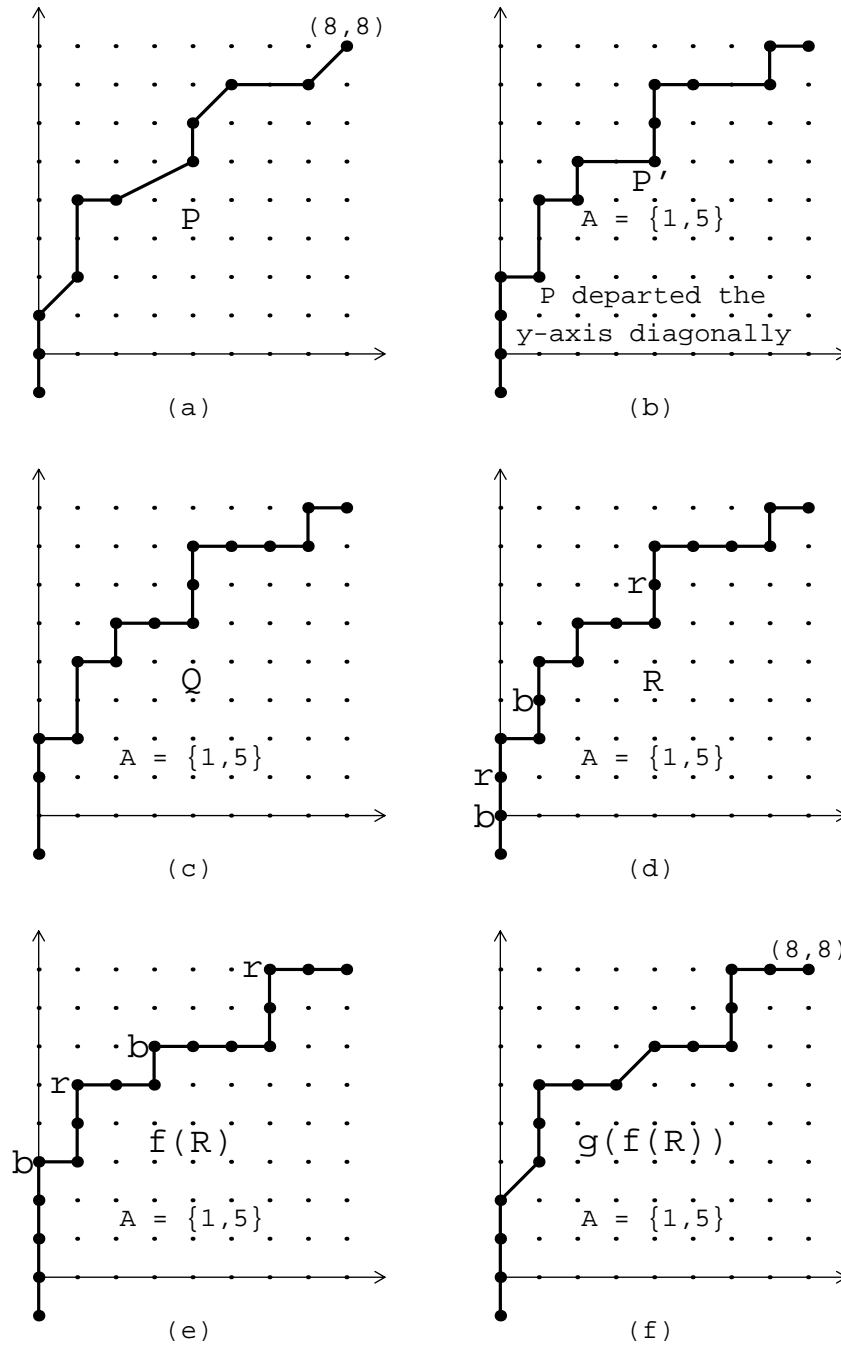 (8,8)
P
(a)
P'
A = {1,5}
P departed the
y-axis diagonally
(b)
Q
A = {1,5}
(c)
r
b
R
r
A = {1,5}
b
(d)
r
b
r
f(R)
b
A = {1,5}
(e)
(8,8)
g(f(R))
A = {1,5}
(f)